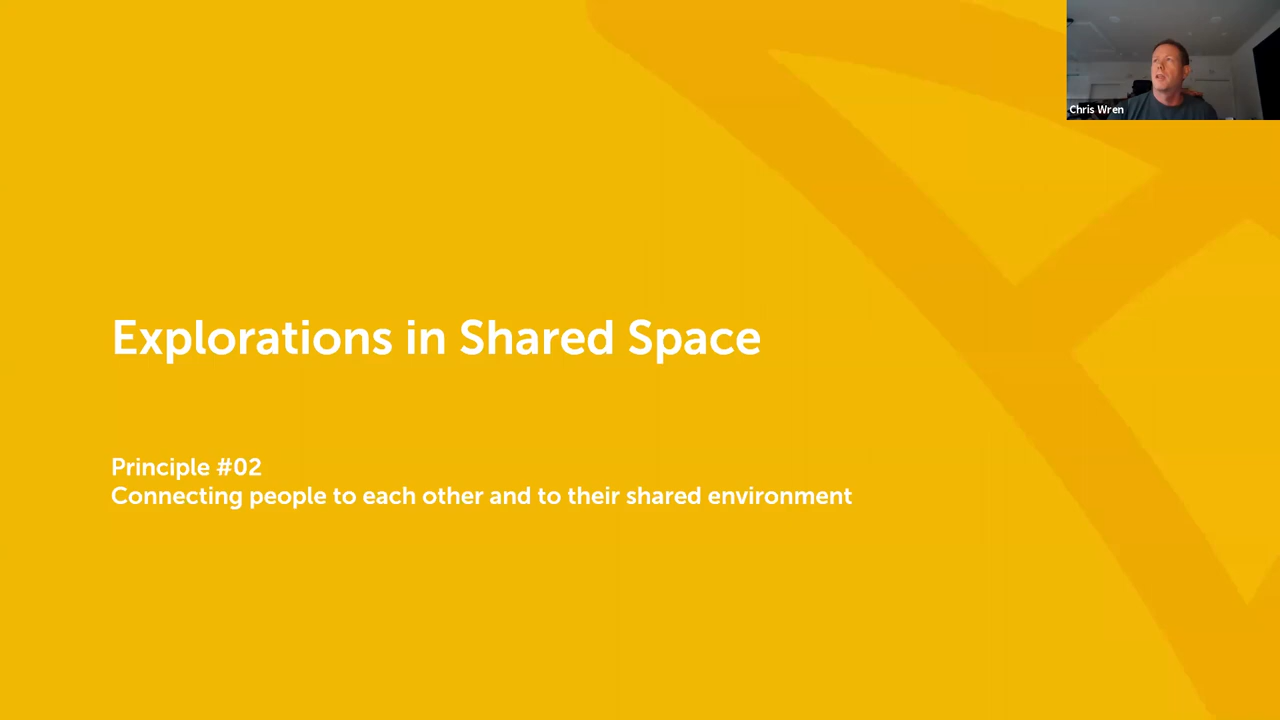 Chris Wren
Explorations in Shared Space
Principle #02
Connecting people to each other and to their shared environment